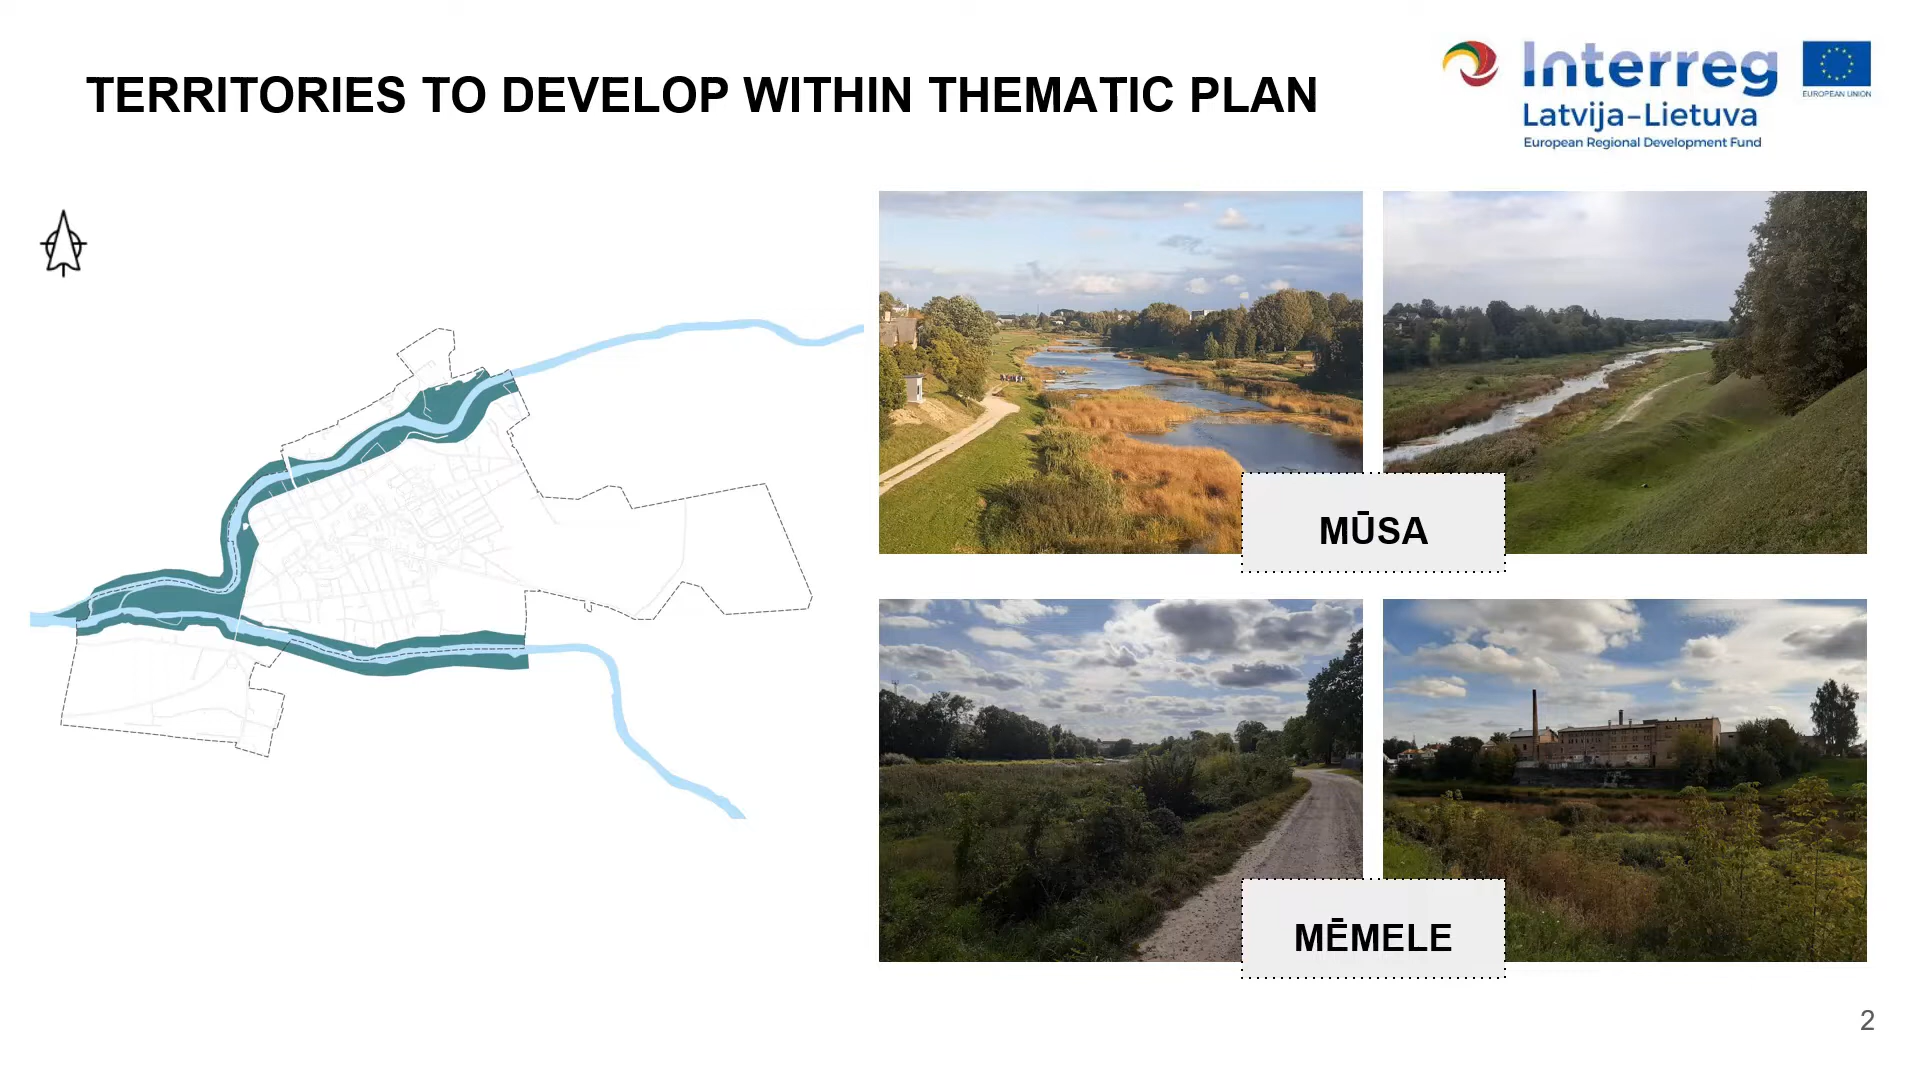 TERRITORIES TO DEVELOP WITHIN THEMATIC PLAN
Interreg
EUROPEAN UNION
Latvija–Lietuva
European Regional Development Fund
MŪSA
MĒMELE
2